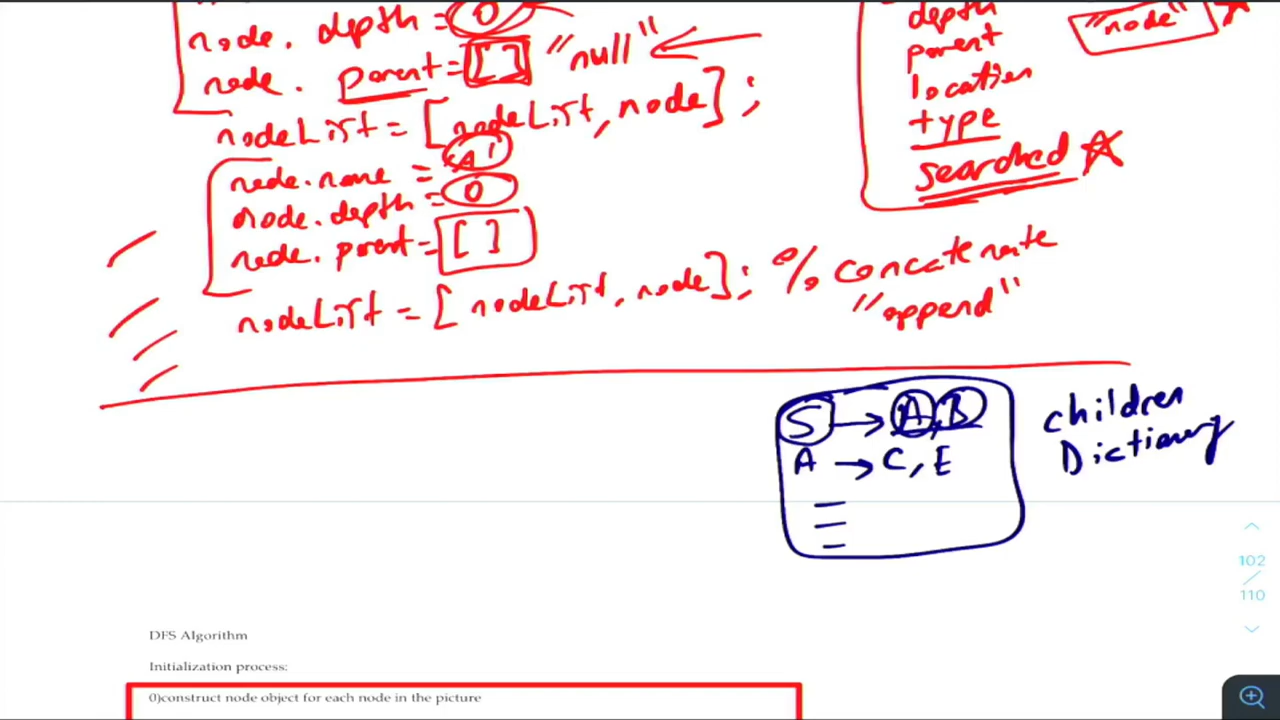 node. depth = 0
node. parent = [ ] "null"
nodeList = [nodeList, node] ;
node.name = 'A'
node.depth = 0
node. parent = [ ]
nodeList = [ nodeList, node] ; % concatenate
"append"
depth
parent
location
type
searched
"node"
S → A, B
A → C, E
children
Dictionary
102
/
110
DFS Algorithm
Initialization process:
0)construct node object for each node in the picture